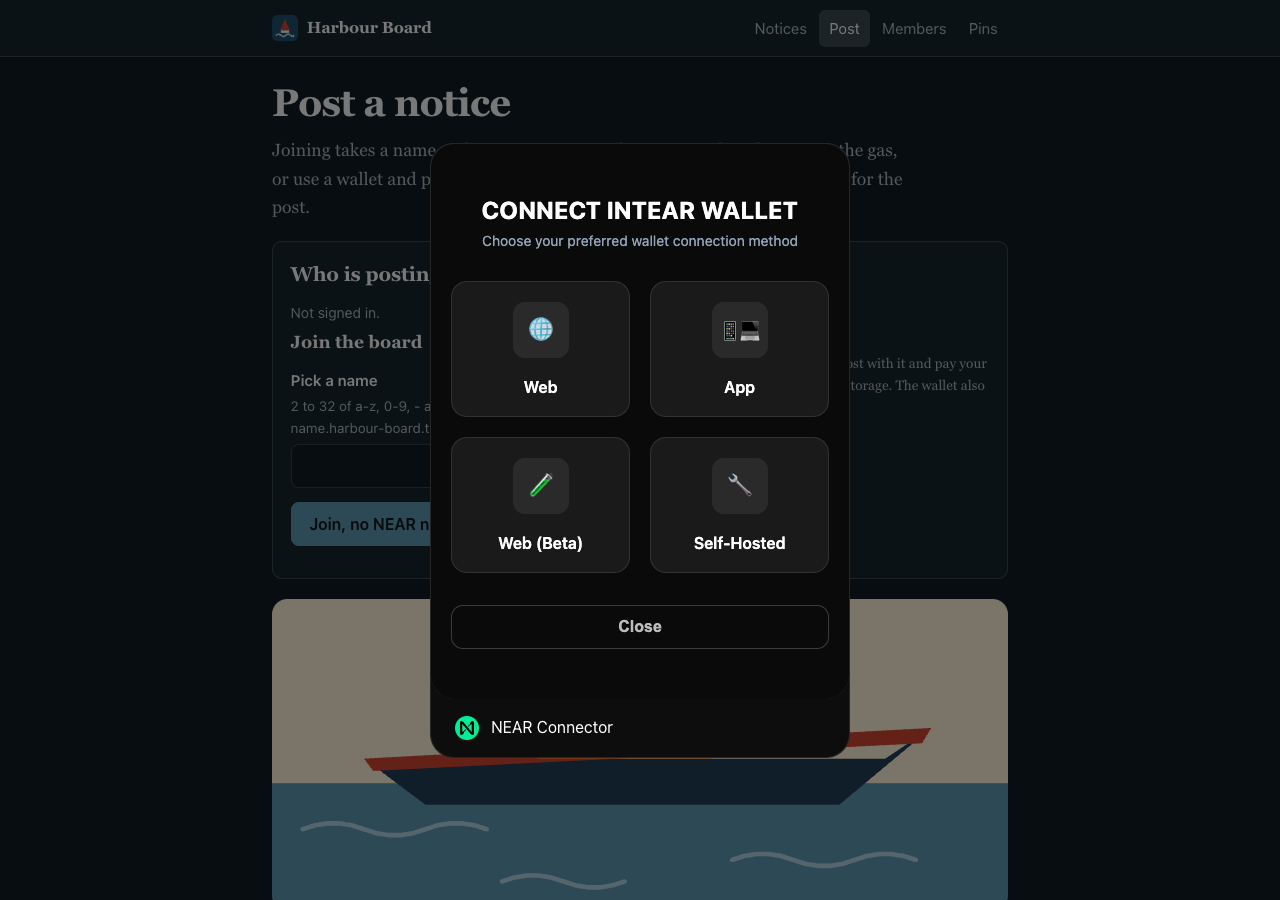 Harbour Board
Notices
Post
Members
Pins
Post a notice
Joining takes a name
the gas,
or use a wallet and
for the
post.
Who is posting
Not signed in.
Join the board
Pick a name
2 to 32 of a-z, 0-9, -
name.harbour-board.
Join, no NEAR
with it and pay your
The wallet also
CONNECT INTEAR WALLET
Choose your preferred wallet connection method
Web
App
Web (Beta)
Self-Hosted
Close
NEAR Connector